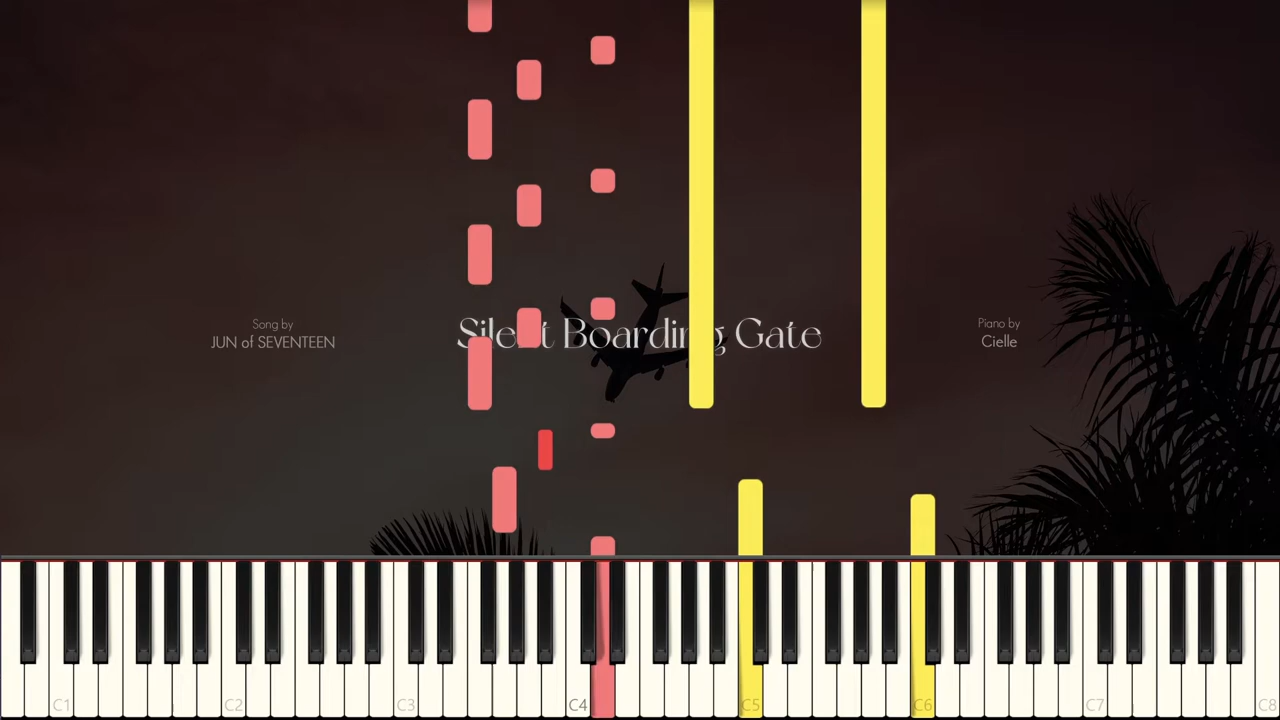 Song by
JUN of SEVENTEEN
Silent Boarding Gate
Piano by
Cielle
C1
C2
C3
C4
C5
C6
C7
C8